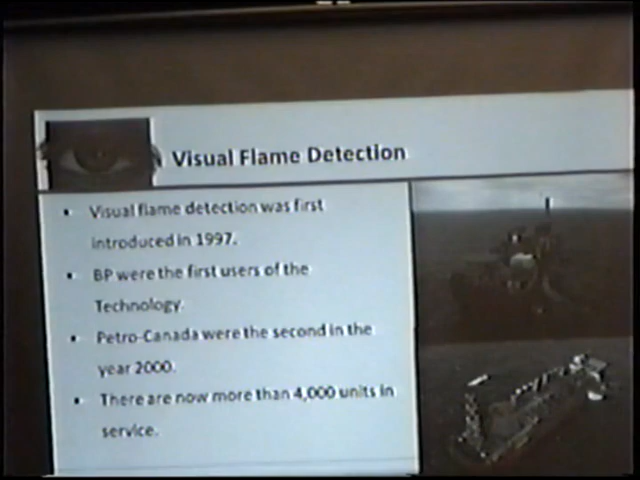 Visual Flame Detection
• Visual flame detection was first
introduced in 1997.
• BP were the first users of the
Technology.
• Petro-Canada were the second in the
year 2000.
• There are now more than 4,000 units in
service.